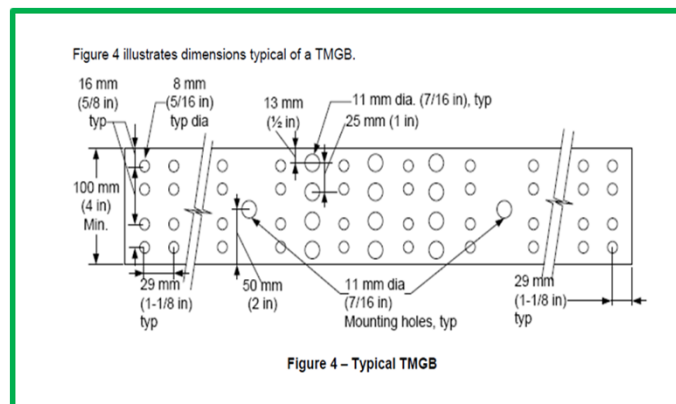 Figure 4 illustrates dimensions typical of a TMGB.
16 mm
(5/8 in)
typ
8 mm
(5/16 in)
typ dia
13 mm
(½ in)
11 mm dia. (7/16 in), typ
25 mm (1 in)
100 mm
(4 in)
Min.
29 mm
(1-1/8 in)
typ
50 mm
(2 in)
11 mm dia
(7/16 in)
Mounting holes, typ
29 mm
(1-1/8 in)
typ
Figure 4 – Typical TMGB